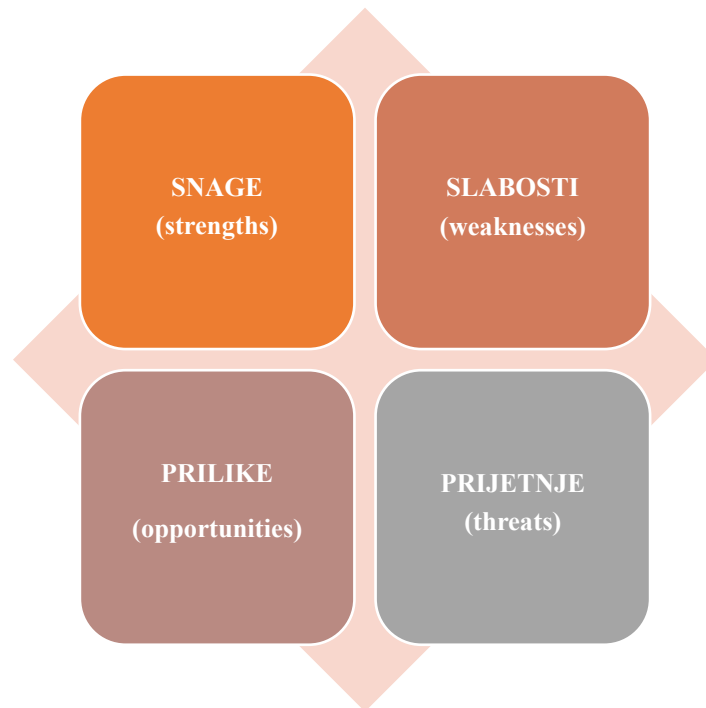 SNAGE
(strengths)
SLABOSTI
(weaknesses)
PRILIKE
(opportunities)
PRIJETNJE
(threats)